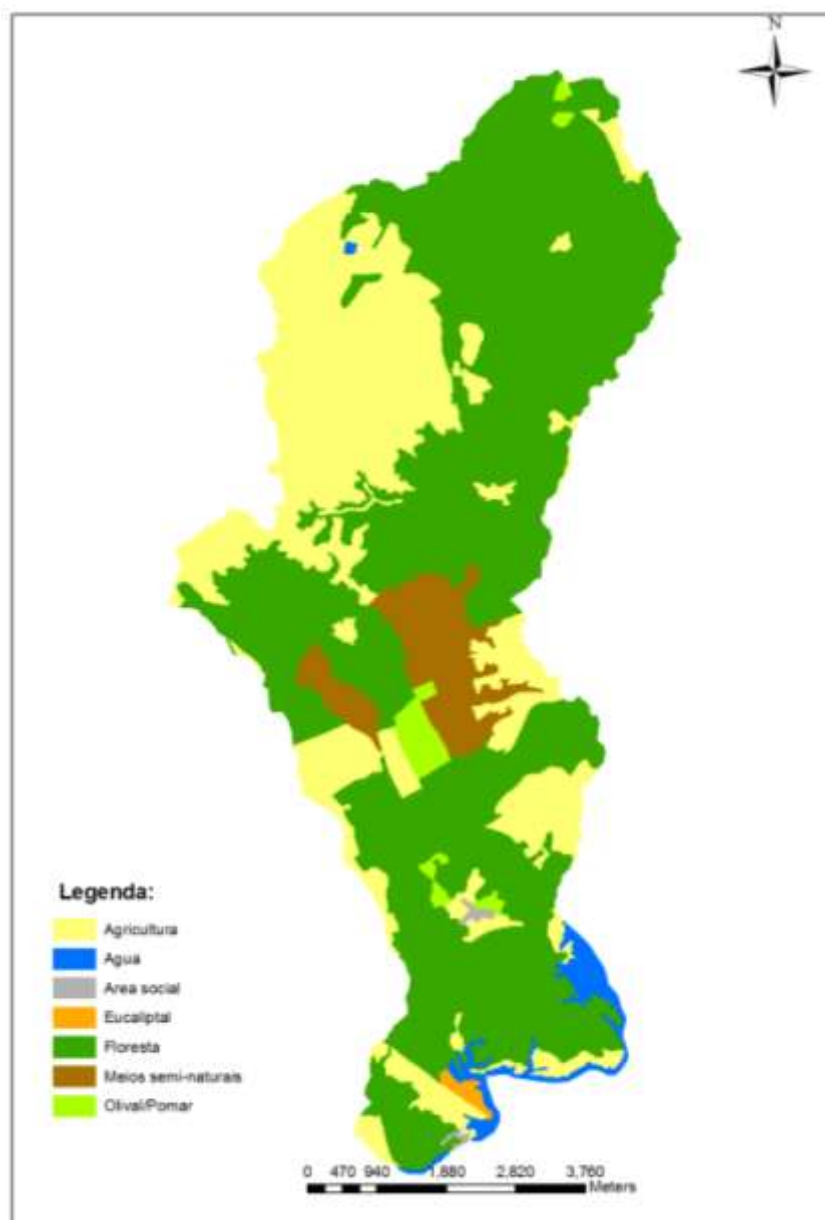 N
Legenda:
Agricultura
Agua
Area social
Eucaliptal
Floresta
Meios semi-naturais
Olival/Pomar
0 470 940 1,880 2,820 3,760
Meters